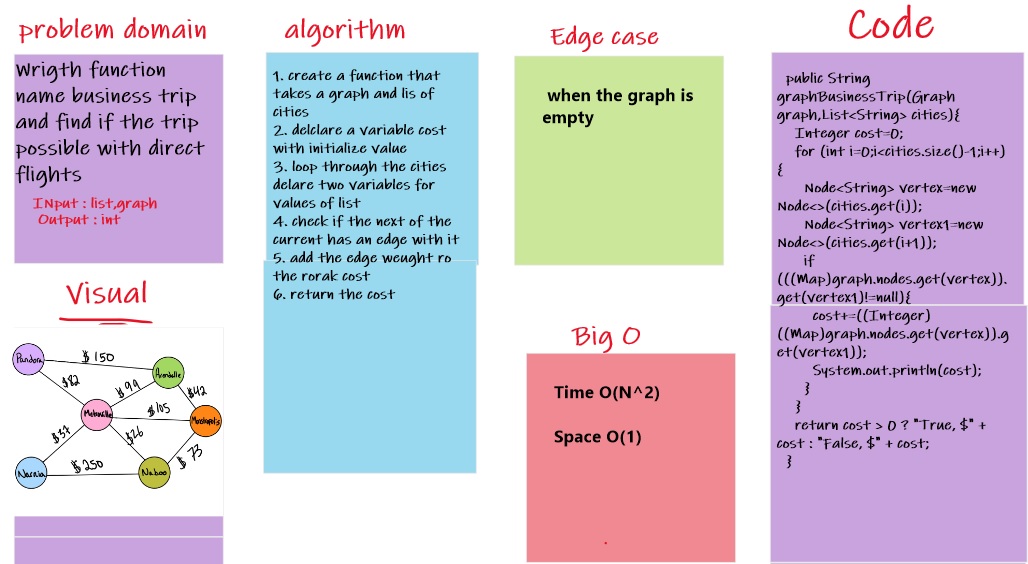 problem domain
Wrigth function
name business trip
and find if the trip
possible with direct
flights
INput : list,graph
Output : int
Visual
Pandora
$ 150
Arendelle
$82
$99
$42
Metroville
$105
Metropolis
$37
$26
$ 73
Narnia
$ 250
Naboo
algorithm
1. create a function that
takes a graph and lis of
cities
2. delclare a variable cost
with initialize value
3. loop through the cities
delare two variables for
values of list
4. check if the next of the
current has an edge with it
5. add the edge weught ro
the rorak cost
6. return the cost
Edge case
when the graph is
empty
Big O
Time O(N^2)
Space O(1)
Code
public String
graphBusinessTrip(Graph
graph,List<String> cities){
Integer cost=0;
for (int i=0;i<cities.size()-1;i++)
{
Node<String> vertex=new
Node<>(cities.get(i));
Node<String> vertex1=new
Node<>(cities.get(i+1));
if
(((Map)graph.nodes.get(vertex)).
get(vertex1)!=null){
cost+=((Integer)
((Map)graph.nodes.get(vertex)).g
et(vertex1));
System.out.println(cost);
}
}
return cost > 0 ? "True, $" +
cost : "False, $" + cost;
}